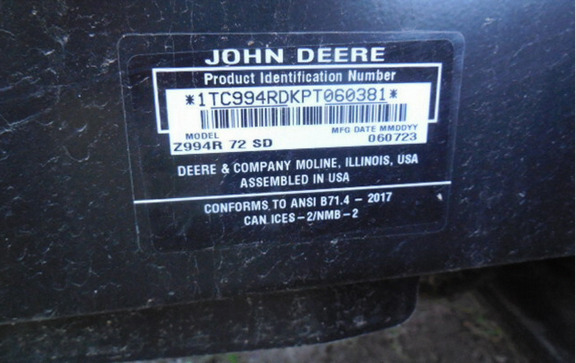 JOHN DEERE
Product Identification Number
*1TC994RDKPT060381*
MODEL MFG DATE MMDDYY
Z994R 72 SD 060723
DEERE & COMPANY MOLINE, ILLINOIS, USA
ASSEMBLED IN USA
CONFORMS TO ANSI B71.4 – 2017
CAN ICES-2/NMB-2